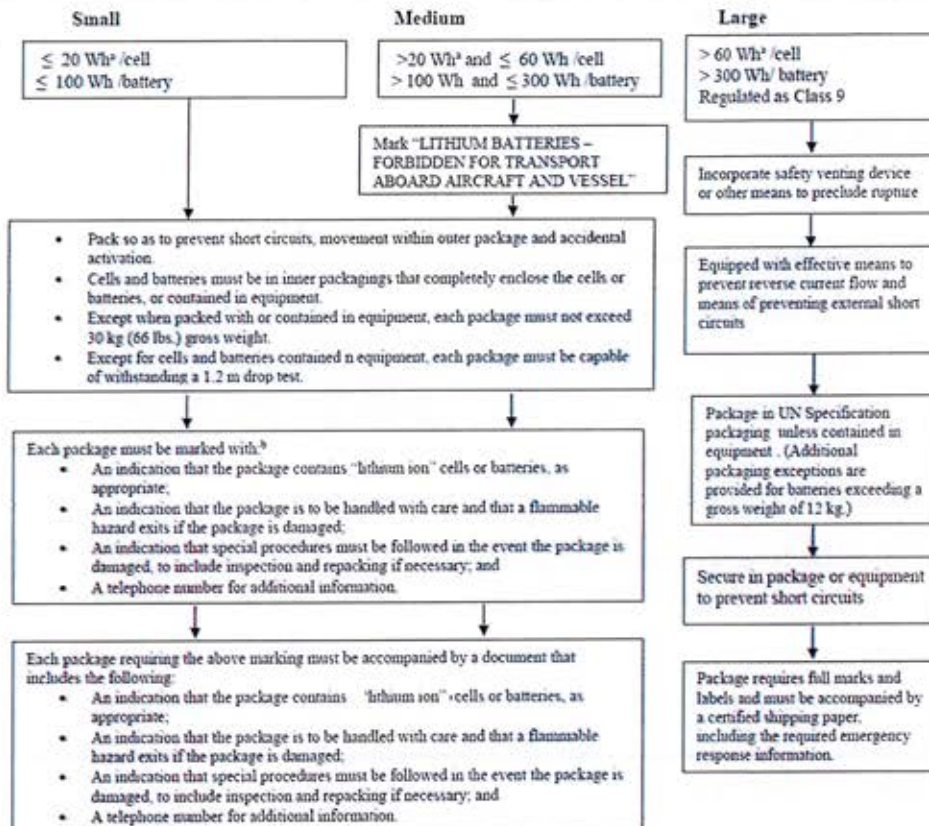 Small
≤ 20 Whᵃ /cell
≤ 100 Wh /battery
Medium
>20 Whᵃ and ≤ 60 Wh /cell
> 100 Wh and ≤ 300 Wh/battery
Mark “LITHIUM BATTERIES –
FORBIDDEN FOR TRANSPORT
ABOARD AIRCRAFT AND VESSEL”
• Pack so as to prevent short circuits, movement within outer package and accidental
activation.
• Cells and batteries must be in inner packagings that completely enclose the cells or
batteries, or contained in equipment.
• Except when packed with or contained in equipment, each package must not exceed
30 kg (66 lbs.) gross weight.
• Except for cells and batteries contained n equipment, each package must be capable
of withstanding a 1.2 m drop test.
Each package must be marked with:ᵇ
• An indication that the package contains “lithium ion” cells or batteries, as
appropriate;
• An indication that the package is to be handled with care and that a flammable
hazard exits if the package is damaged;
• An indication that special procedures must be followed in the event the package is
damaged, to include inspection and repacking if necessary; and
• A telephone number for additional information.
Each package requiring the above marking must be accompanied by a document that
includes the following:
• An indication that the package contains “lithium ion” cells or batteries, as
appropriate;
• An indication that the package is to be handled with care and that a flammable
hazard exits if the package is damaged;
• An indication that special procedures must be followed in the event the package is
damaged, to include inspection and repacking if necessary; and
• A telephone number for additional information.
Large
> 60 Whᵃ /cell
> 300 Wh/ battery
Regulated as Class 9
Incorporate safety venting device
or other means to preclude rupture
Equipped with effective means to
prevent reverse current flow and
means of preventing external short
circuits
Package in UN Specification
packaging unless contained in
equipment . (Additional
packaging exceptions are
provided for batteries exceeding a
gross weight of 12 kg.)
Secure in package or equipment
to prevent short circuits
Package requires full marks and
labels and must be accompanied by
a certified shipping paper,
including the required emergency
response information.